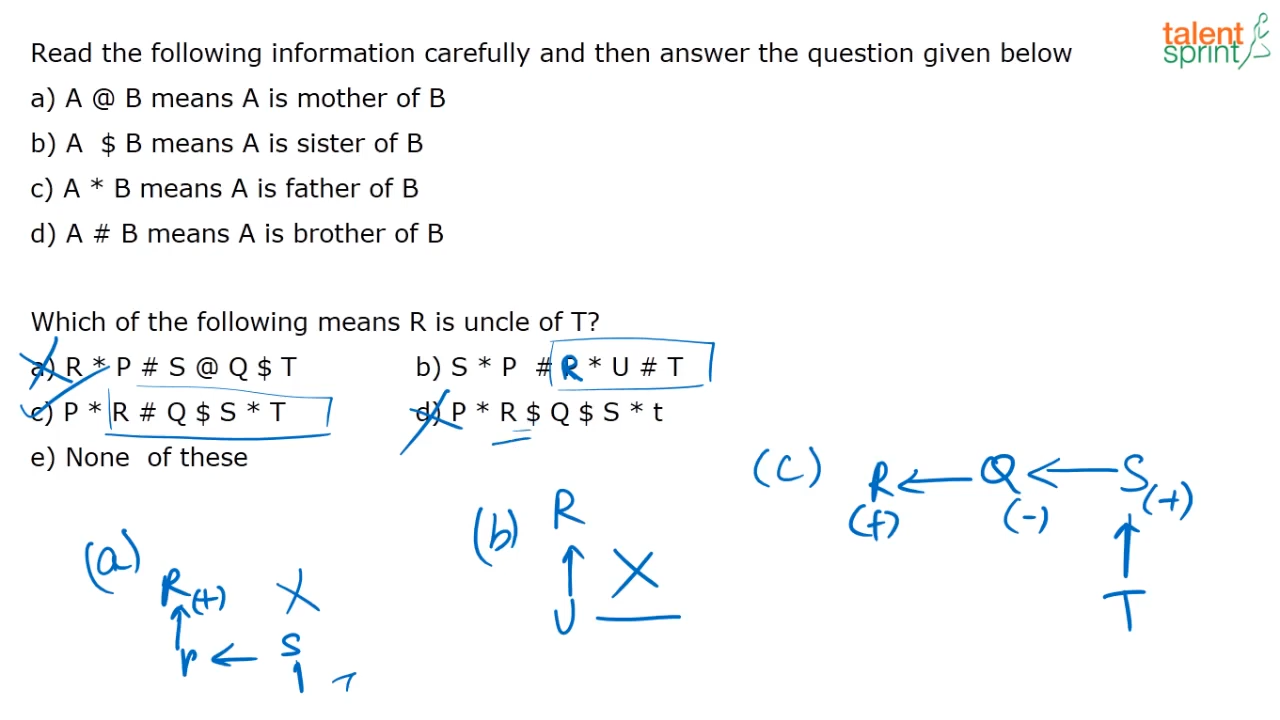 talent
sprint
Read the following information carefully and then answer the question given below
a) A @ B means A is mother of B
b) A $ B means A is sister of B
c) A * B means A is father of B
d) A # B means A is brother of B
Which of the following means R is uncle of T?
a) R * P # S @ Q $ T
b) S * P # R * U # T
c) P * R # Q $ S * T
d) P * R $ Q $ S * t
e) None of these
(C) R ← Q ← S (+)
(+) (-)
T
(b) R
U
(a)
R (+)
P ← S